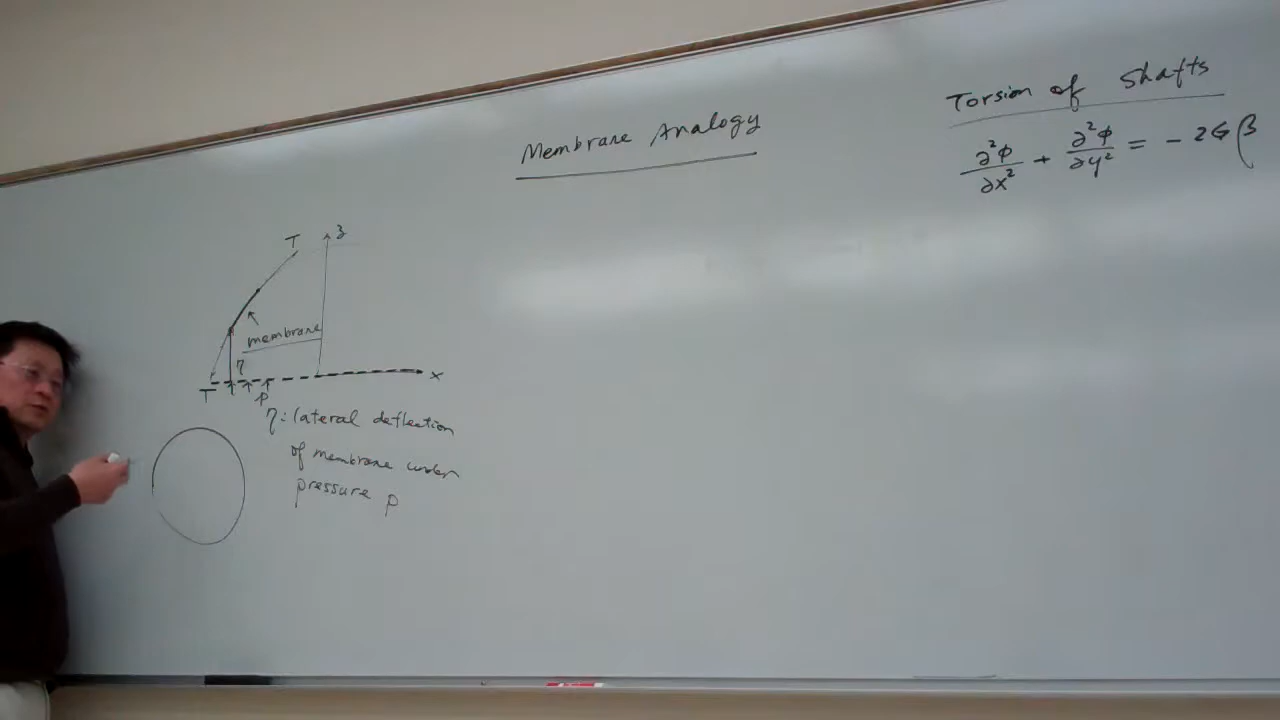 Membrane Analogy
Torsion of Shafts
∂²φ/∂x² + ∂²φ/∂y² = - 2Gβ
T
z
membrane
η
x
T
p
η: lateral deflection
of membrane under
pressure p